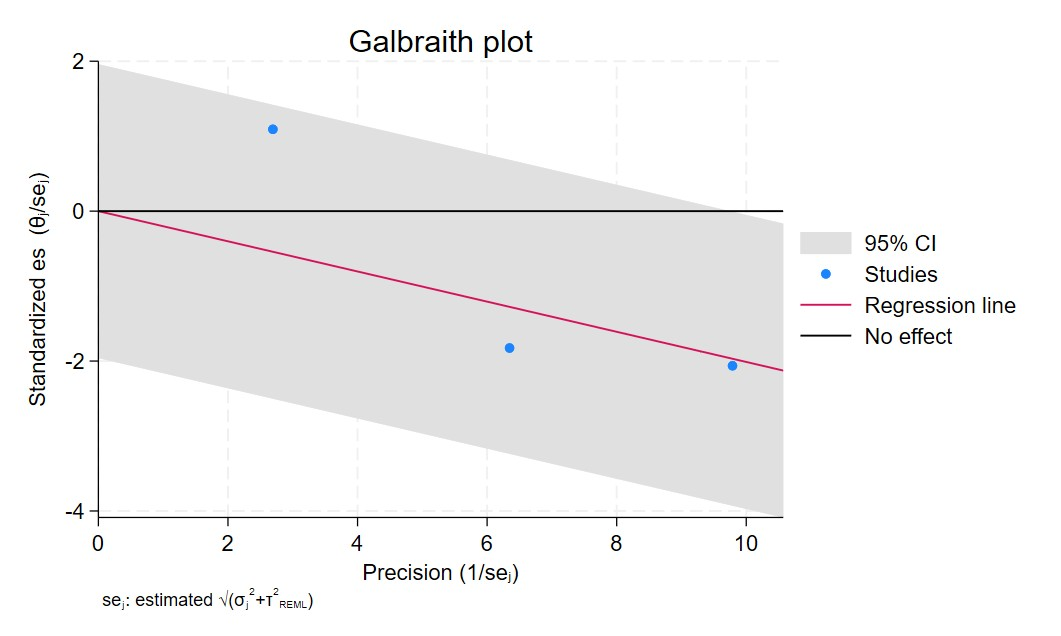 Galbraith plot
Standardized es (θⱼ/seⱼ)
2
0
-2
-4
0 2 4 6 8 10
Precision (1/seⱼ)
95% CI
Studies
Regression line
No effect
seⱼ: estimated √(σⱼ²+τ²REML)